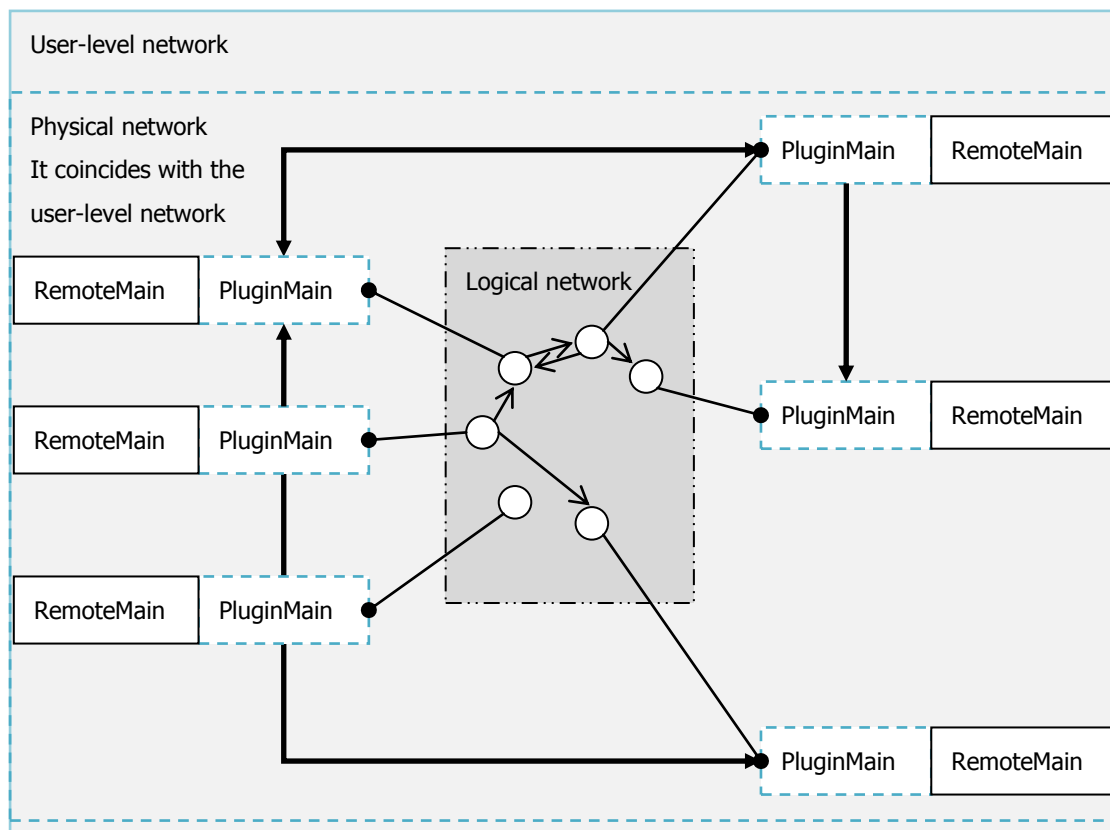 User-level network
Physical network
It coincides with the
user-level network
PluginMain
RemoteMain
RemoteMain
PluginMain
Logical network
RemoteMain
PluginMain
PluginMain
RemoteMain
RemoteMain
PluginMain
PluginMain
RemoteMain